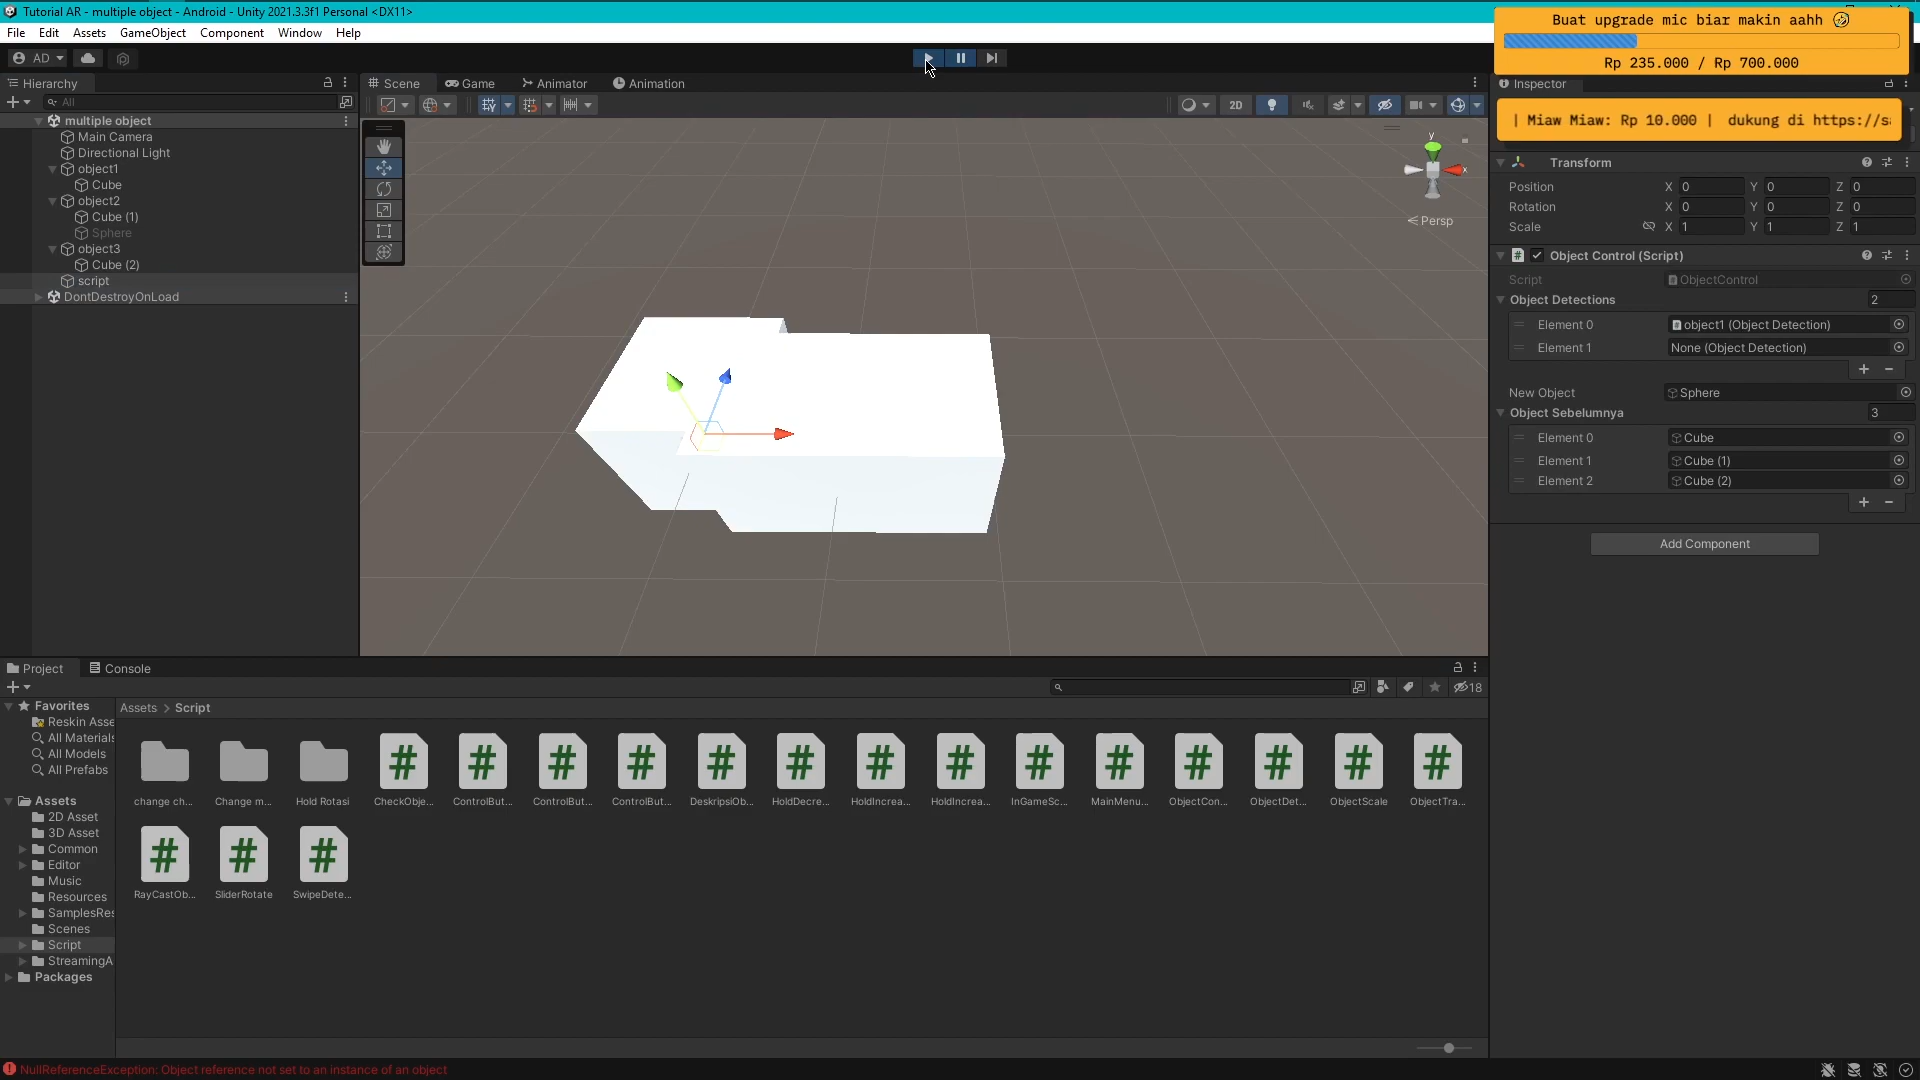 Tutorial AR - multiple object - Android - Unity 2021.3.3f1 Personal <DX11>
File Edit Assets GameObject Component Window Help
Buat upgrade mic biar makin aahh
Rp 235.000 / Rp 700.000
AD
Hierarchy
All
multiple object
Main Camera
Directional Light
object1
Cube
object2
Cube (1)
Sphere
object3
Cube (2)
script
DontDestroyOnLoad
Scene Game Animator Animation
2D
y
x
Persp
Inspector
| Miaw Miaw: Rp 10.000 | dukung di https://sa
Transform
Position X 0 Y 0 Z 0
Rotation X 0 Y 0 Z 0
Scale X 1 Y 1 Z 1
Object Control (Script)
Script ObjectControl
Object Detections 2
Element 0 object1 (Object Detection)
Element 1 None (Object Detection)
New Object Sphere
Object Sebelumnya 3
Element 0 Cube
Element 1 Cube (1)
Element 2 Cube (2)
Add Component
Project Console
18
Favorites
Reskin Asse
All Materials
All Models
All Prefabs
Assets
2D Asset
3D Asset
Common
Editor
Music
Resources
SamplesRes
Scenes
Script
StreamingA
Packages
Assets > Script
change ch... Change m... Hold Rotasi CheckObje... ControlBut... ControlBut... ControlBut... DeskripsiOb... HoldDecre... HoldIncrea... HoldIncrea... InGameSc... MainMenu... ObjectCon... ObjectDet... ObjectScale ObjectTra...
RayCastOb... SliderRotate SwipeDete...
NullReferenceException: Object reference not set to an instance of an object